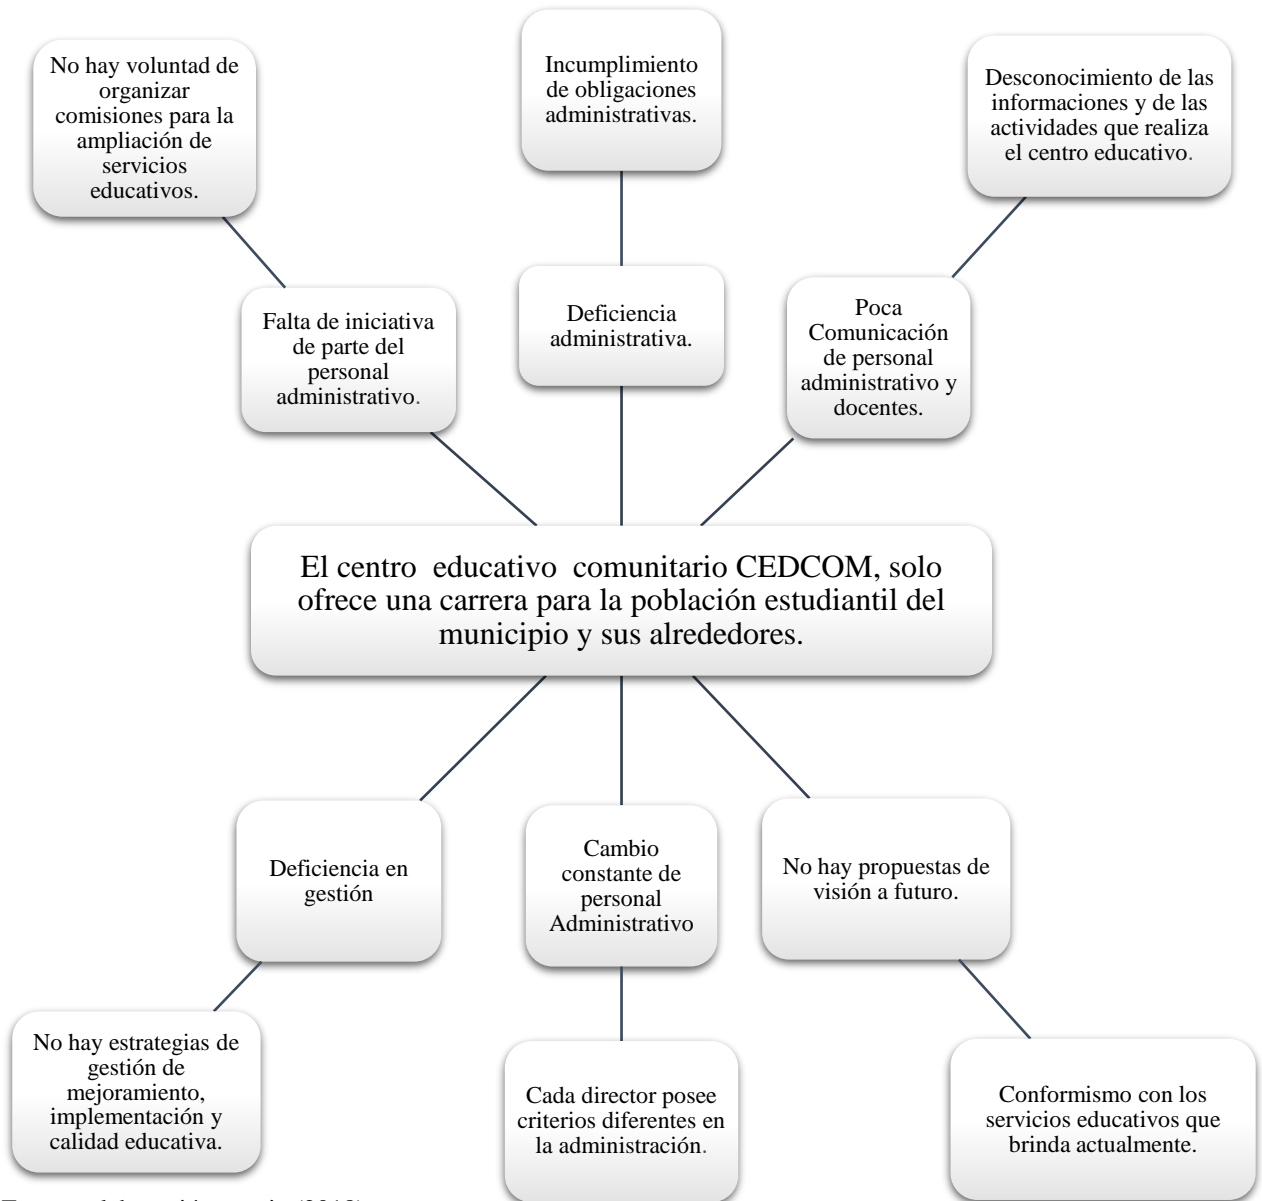 No hay voluntad de
organizar
comisiones para la
ampliación de
servicios
educativos.
Incumplimiento
de obligaciones
administrativas.
Desconocimiento de las
informaciones y de las
actividades que realiza
el centro educativo.
Falta de iniciativa
de parte del
personal
administrativo.
Deficiencia
administrativa.
Poca
Comunicación
de personal
administrativo y
docentes.
El centro educativo comunitario CEDCOM, solo
ofrece una carrera para la población estudiantil del
municipio y sus alrededores.
Deficiencia en
gestión
Cambio
constante de
personal
Administrativo
No hay propuestas de
visión a futuro.
No hay estrategias de
gestión de
mejoramiento,
implementación y
calidad educativa.
Cada director posee
criterios diferentes en
la administración.
Conformismo con los
servicios educativos que
brinda actualmente.